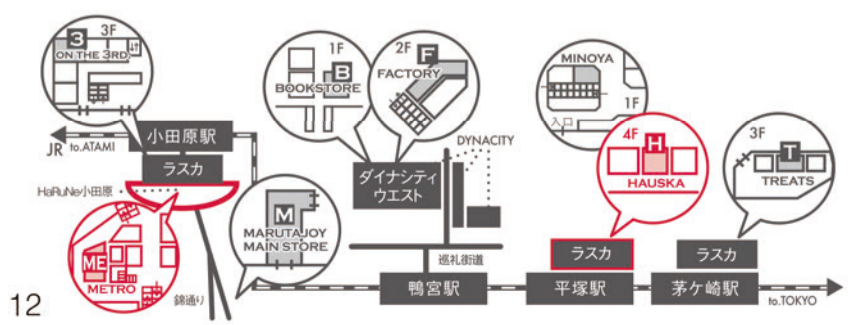 3F
3
ON THE 3RD
小田原駅
JR to.ATAMI
ラスカ
HaRuNe小田原
ME
METRO
錦通り
M
MARUTAJOY
MAIN STORE
1F
B
BOOKSTORE
2F
F
FACTORY
DYNACITY
ダイナシティ
ウエスト
巡礼街道
鴨宮駅
MINOYA
1F
入口
4F
H
HAUSKA
ラスカ
平塚駅
3F
T
TREATS
ラスカ
茅ケ崎駅
to.TOKYO
12